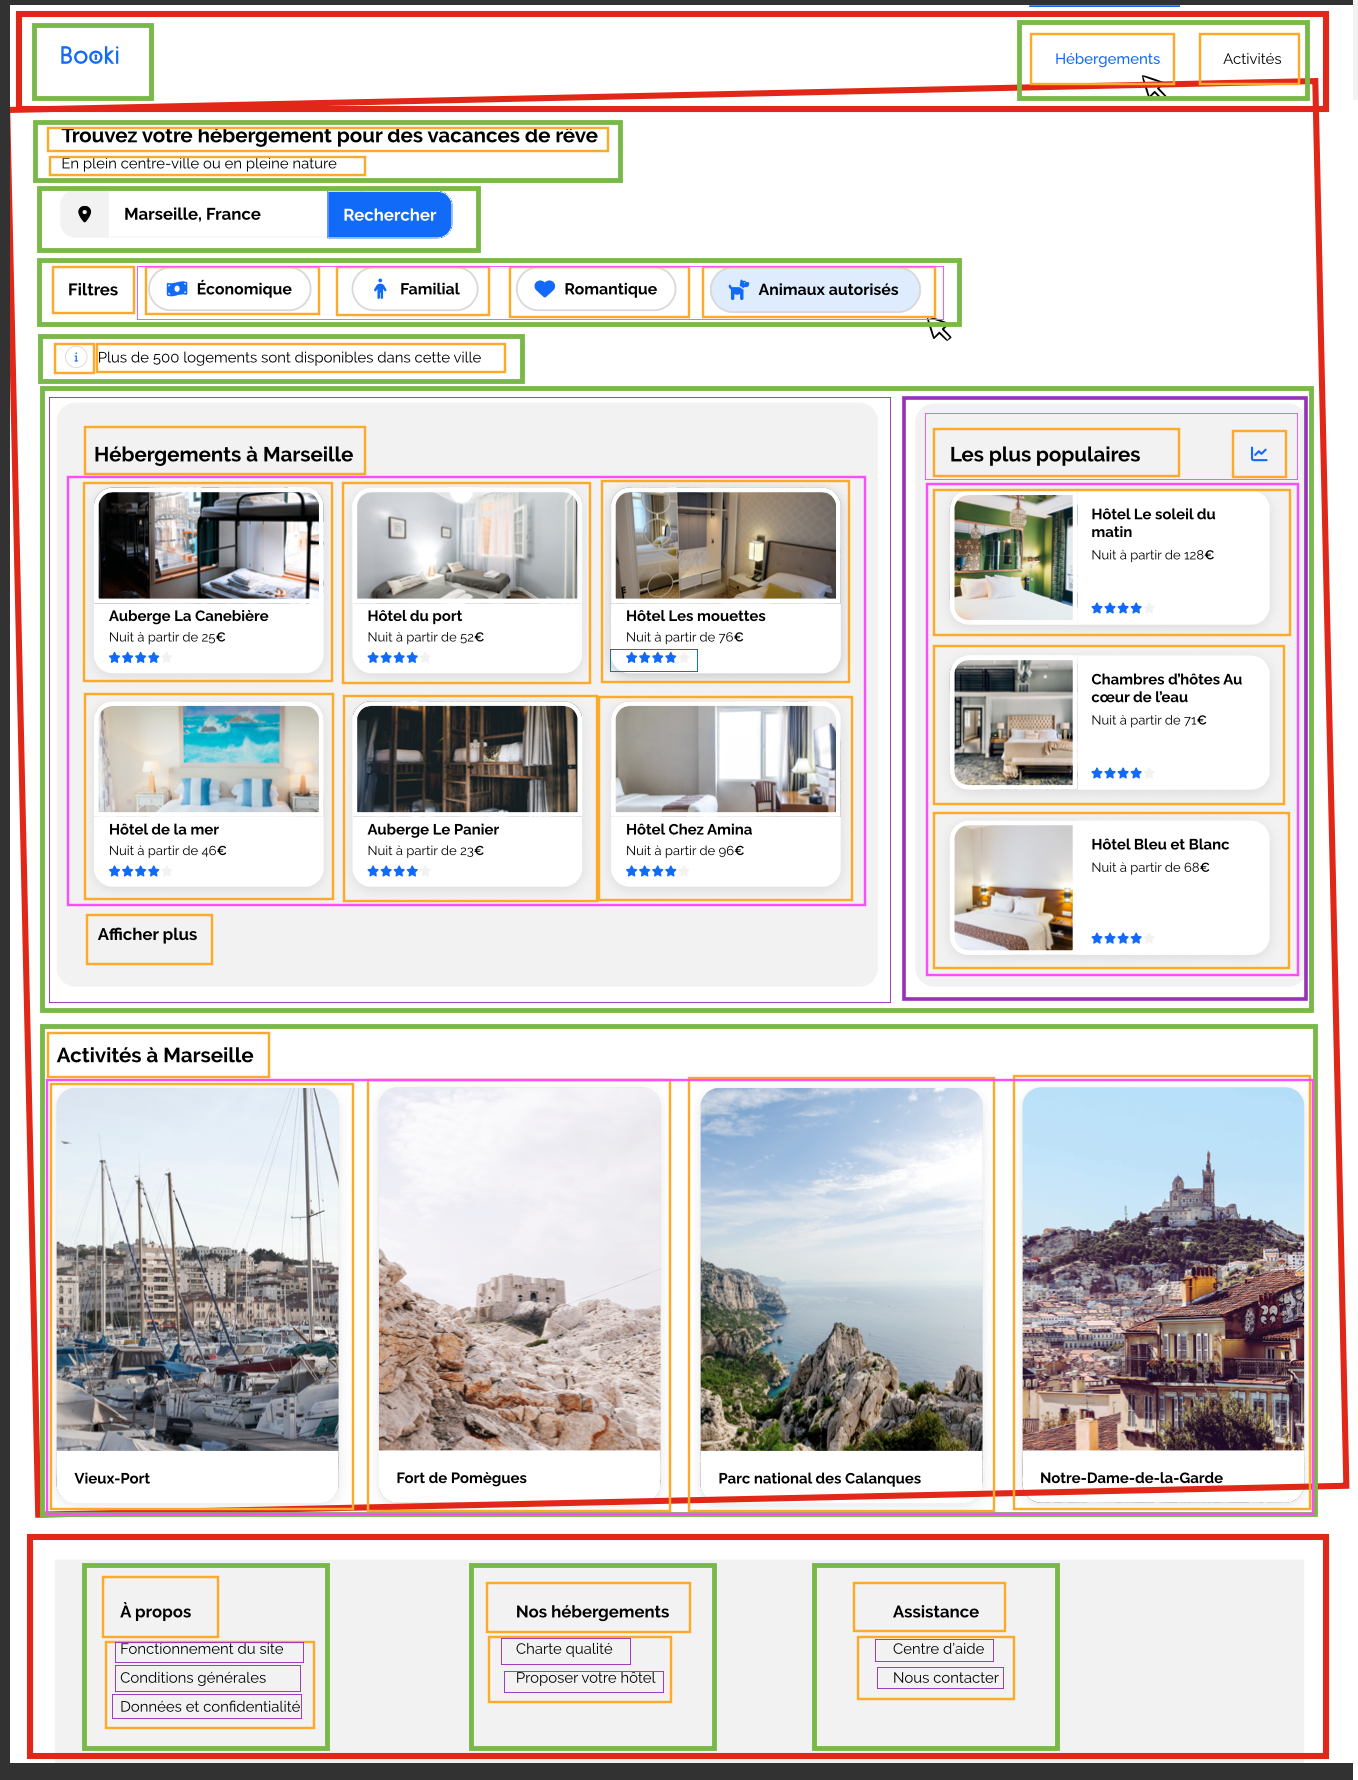 Booki
Hébergements
Activités
Trouvez votre hébergement pour des vacances de rêve
En plein centre-ville ou en pleine nature
Marseille, France
Rechercher
Filtres
Économique
Familial
Romantique
Animaux autorisés
i
Plus de 500 logements sont disponibles dans cette ville
Hébergements à Marseille
Auberge La Canebière
Nuit à partir de 25€
Hôtel du port
Nuit à partir de 52€
Hôtel Les mouettes
Nuit à partir de 76€
Hôtel de la mer
Nuit à partir de 46€
Auberge Le Panier
Nuit à partir de 23€
Hôtel Chez Amina
Nuit à partir de 96€
Afficher plus
Les plus populaires
Hôtel Le soleil du
matin
Nuit à partir de 128€
Chambres d'hôtes Au
cœur de l'eau
Nuit à partir de 71€
Hôtel Bleu et Blanc
Nuit à partir de 68€
Activités à Marseille
Vieux-Port
Fort de Pomègues
Parc national des Calanques
Notre-Dame-de-la-Garde
À propos
Fonctionnement du site
Conditions générales
Données et confidentialité
Nos hébergements
Charte qualité
Proposer votre hôtel
Assistance
Centre d'aide
Nous contacter